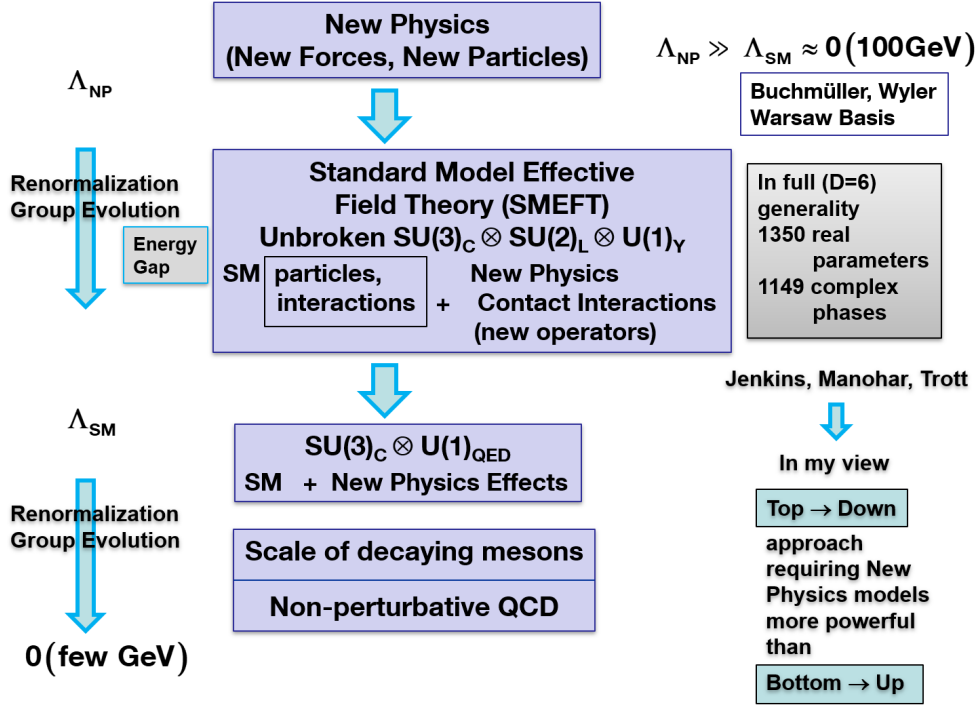 New Physics
(New Forces, New Particles)
Λ_NP ≫ Λ_SM ≈ 0(100GeV)
Buchmüller, Wyler
Warsaw Basis
Λ_NP
Renormalization
Group Evolution
Energy
Gap
Standard Model Effective
Field Theory (SMEFT)
Unbroken SU(3)_C ⊗ SU(2)_L ⊗ U(1)_Y
SM particles, New Physics
interactions + Contact Interactions
(new operators)
In full (D=6)
generality
1350 real
parameters
1149 complex
phases
Jenkins, Manohar, Trott
Λ_SM
SU(3)_C ⊗ U(1)_QED
SM + New Physics Effects
Renormalization
Group Evolution
Scale of decaying mesons
Non-perturbative QCD
0(few GeV)
In my view
Top → Down
approach
requiring New
Physics models
more powerful
than
Bottom → Up